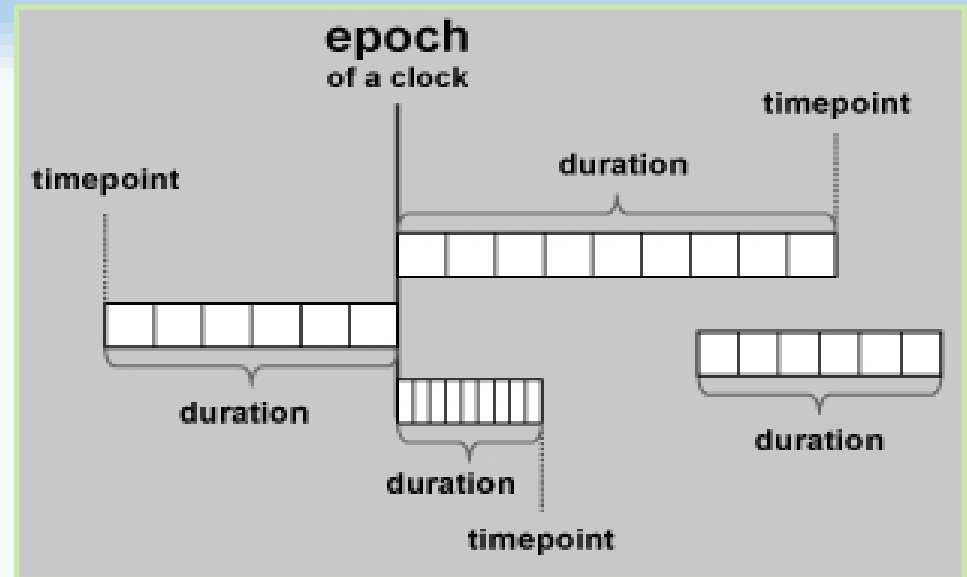 epoch
of a clock
timepoint
duration
timepoint
duration
duration
duration
timepoint